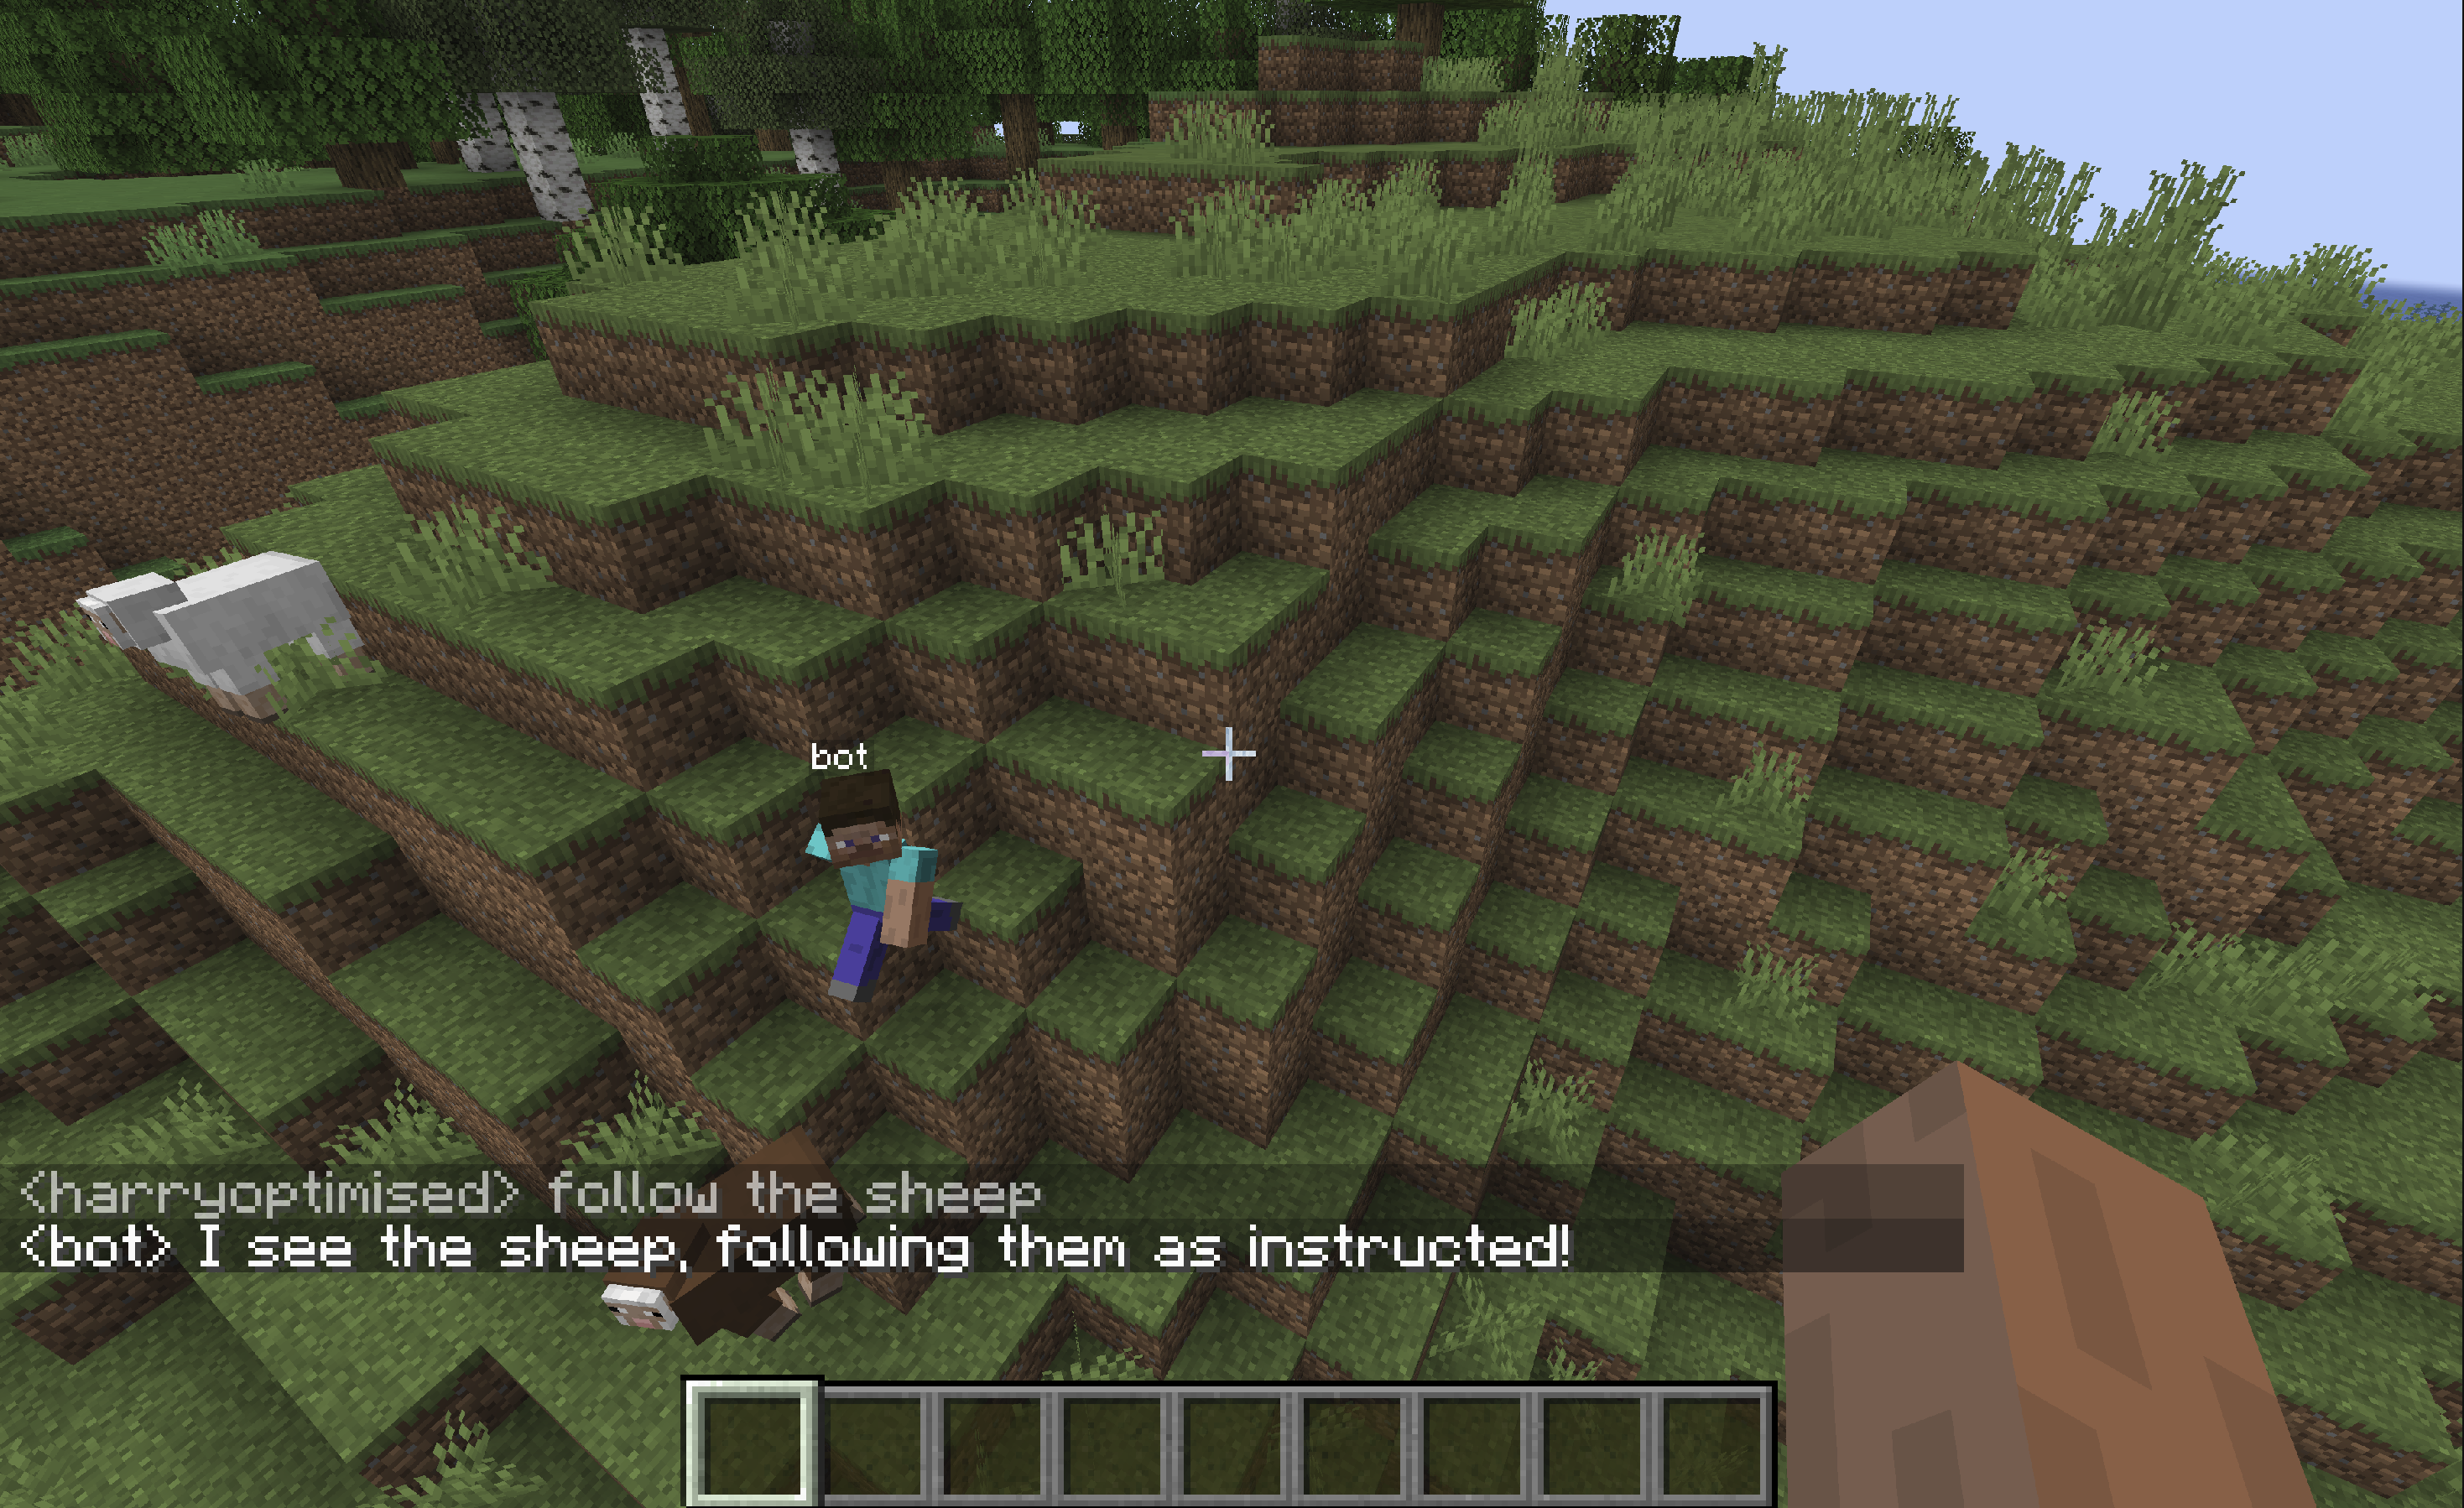 bot
<harryoptimised> follow the sheep
<bot> I see the sheep, following them as instructed!